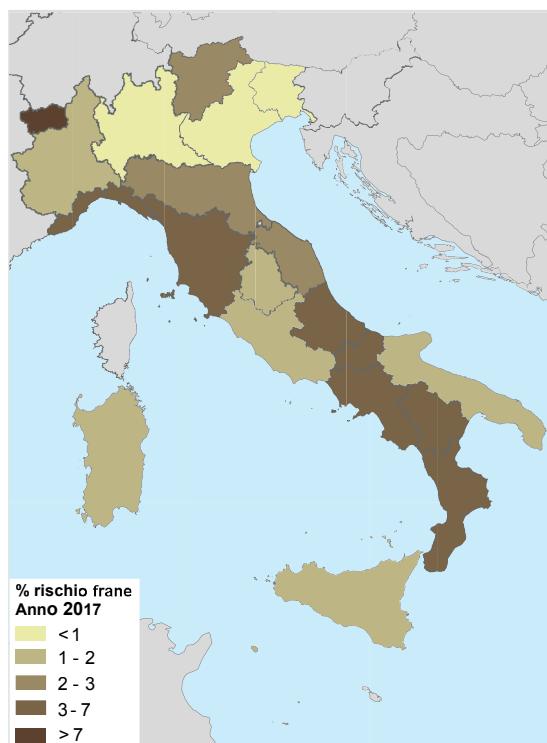 % rischio frane
Anno 2017
<1
1 - 2
2 - 3
3 - 7
> 7